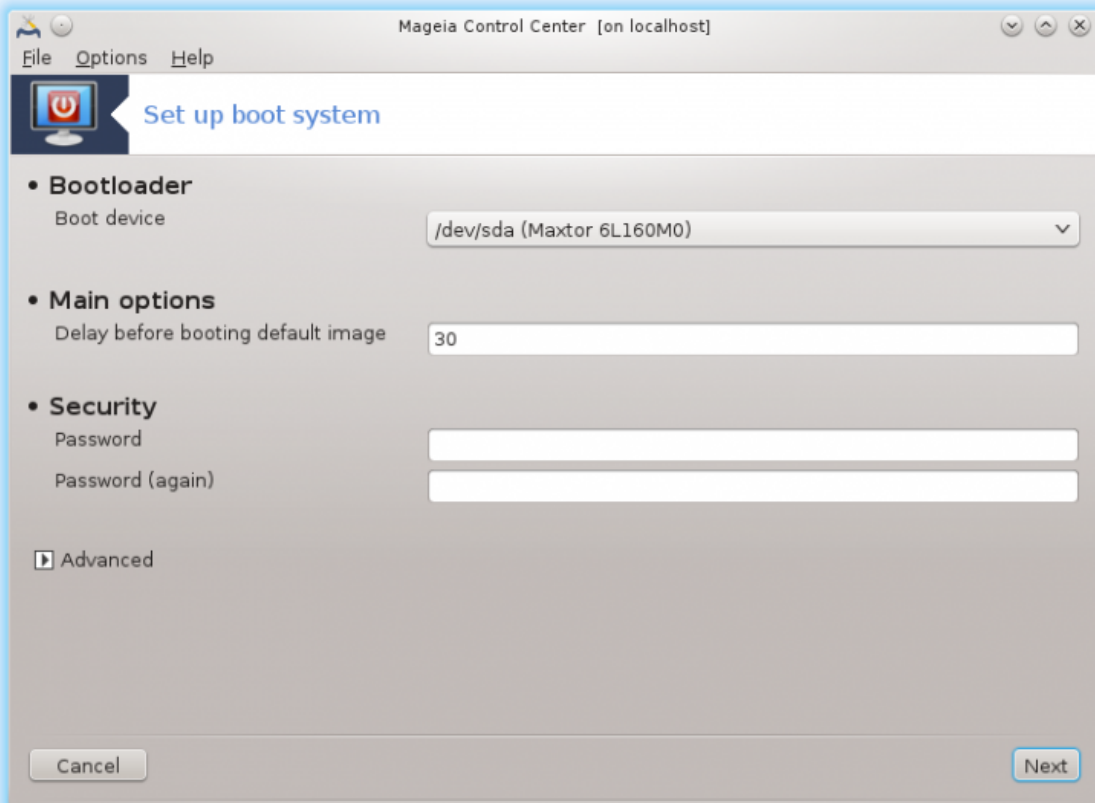 Mageia Control Center [on localhost]
File Options Help
Set up boot system
• Bootloader
Boot device
/dev/sda (Maxtor 6L160M0)
• Main options
Delay before booting default image
30
• Security
Password
Password (again)
Advanced
Cancel
Next